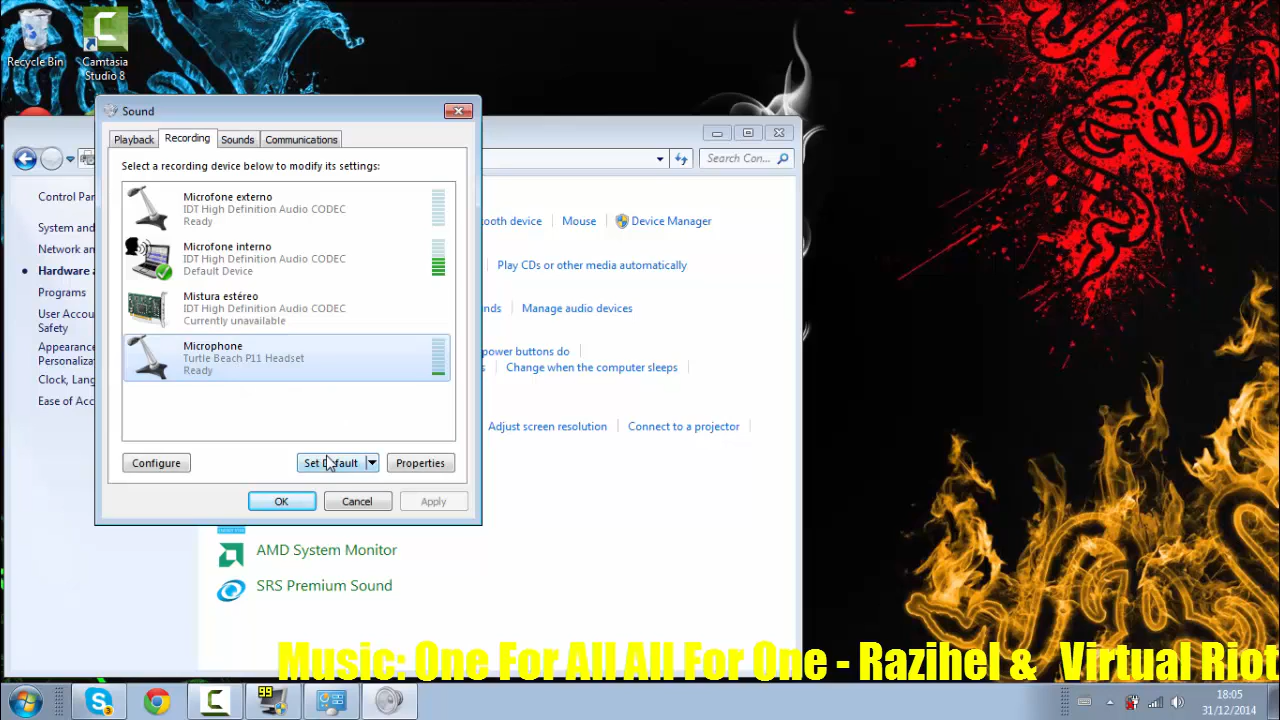 Recycle Bin
Camtasia
Studio 8
Sound
Playback
Recording
Sounds
Communications
Select a recording device below to modify its settings:
Microfone externo
IDT High Definition Audio CODEC
Ready
Microfone interno
IDT High Definition Audio CODEC
Default Device
Mistura estéreo
IDT High Definition Audio CODEC
Currently unavailable
Microphone
Turtle Beach P11 Headset
Ready
Configure
Set Default
Properties
OK
Cancel
Apply
Search Con...
Control Par
System and
Network an
Hardware a
Programs
User Accou
Safety
Appearance
Personaliza
Clock, Lang
Ease of Acc
tooth device
Mouse
Device Manager
Play CDs or other media automatically
nds
Manage audio devices
power buttons do
s
Change when the computer sleeps
Adjust screen resolution
Connect to a projector
AMD System Monitor
SRS Premium Sound
Music: One For All All For One - Razihel & Virtual Riot
3
99
18:05
31/12/2014